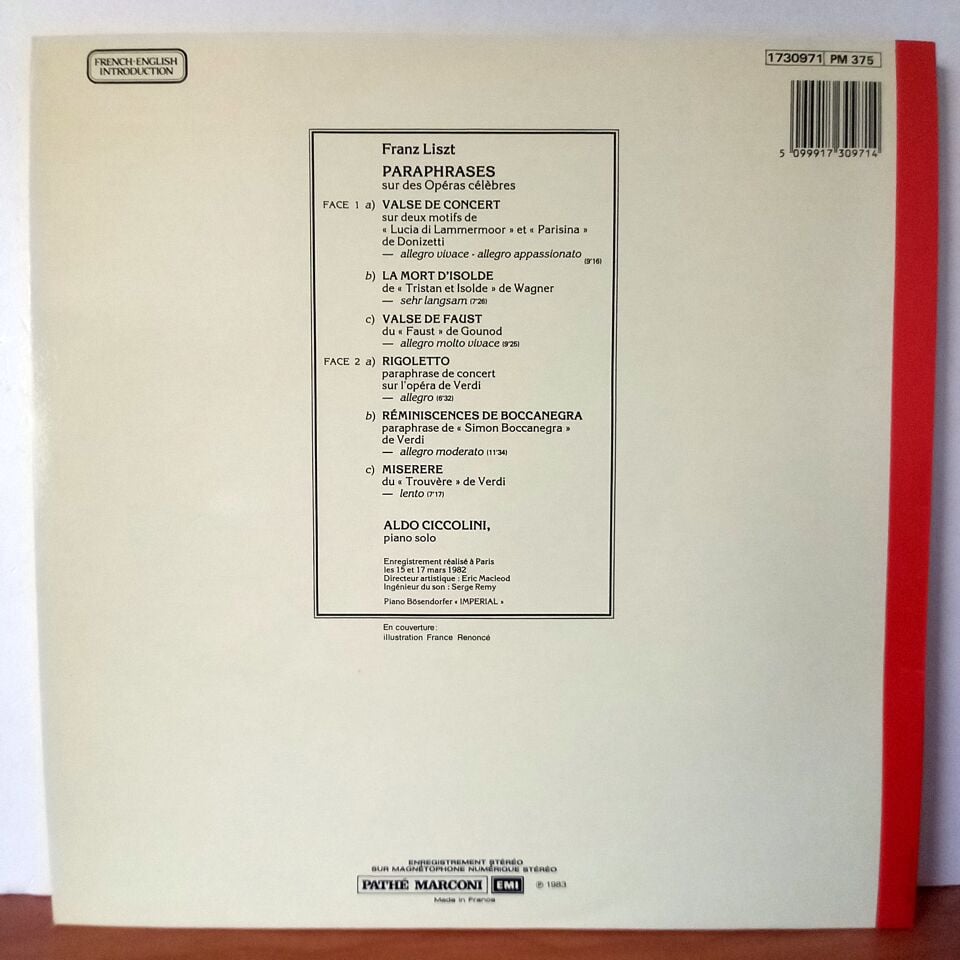 FRENCH-ENGLISH
INTRODUCTION
1730971 PM 375
5 099917 309714
Franz Liszt
PARAPHRASES
sur des Opéras célèbres
FACE 1 a) VALSE DE CONCERT
sur deux motifs de
« Lucia di Lammermoor » et « Parisina »
de Donizetti
— allegro vivace - allegro appassionato (9'16)
b) LA MORT D'ISOLDE
de « Tristan et Isolde » de Wagner
— sehr langsam (7'26)
c) VALSE DE FAUST
du « Faust » de Gounod
— allegro molto vivace (9'25)
FACE 2 a) RIGOLETTO
paraphrase de concert
sur l'opéra de Verdi
— allegro (6'32)
b) RÉMINISCENCES DE BOCCANEGRA
paraphrase de « Simon Boccanegra »
de Verdi
— allegro moderato (11'34)
c) MISERERE
du « Trouvère » de Verdi
— lento (7'17)
ALDO CICCOLINI,
piano solo
Enregistrement réalisé à Paris
les 15 et 17 mars 1982
Directeur artistique : Eric Macleod
Ingénieur du son : Serge Remy
Piano Bösendorfer « IMPERIAL »
En couverture :
illustration France Renoncé
ENREGISTREMENT STÉRÉO
SUR MAGNÉTOPHONE NUMÉRIQUE STÉRÉO
PATHÉ MARCONI EMI ℗ 1983
Made in France